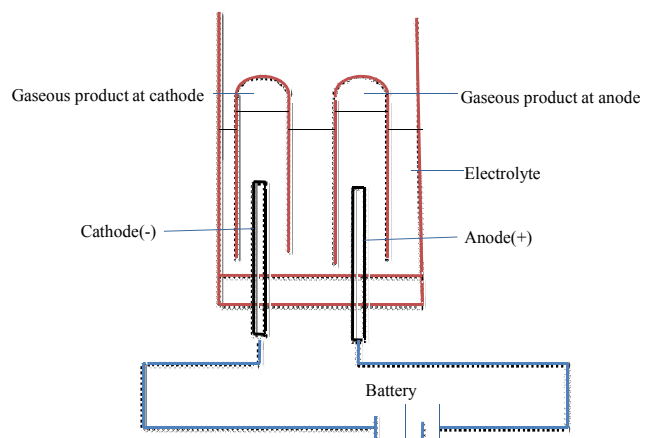 Gaseous product at cathode
Gaseous product at anode
Electrolyte
Cathode(-)
Anode(+)
Battery